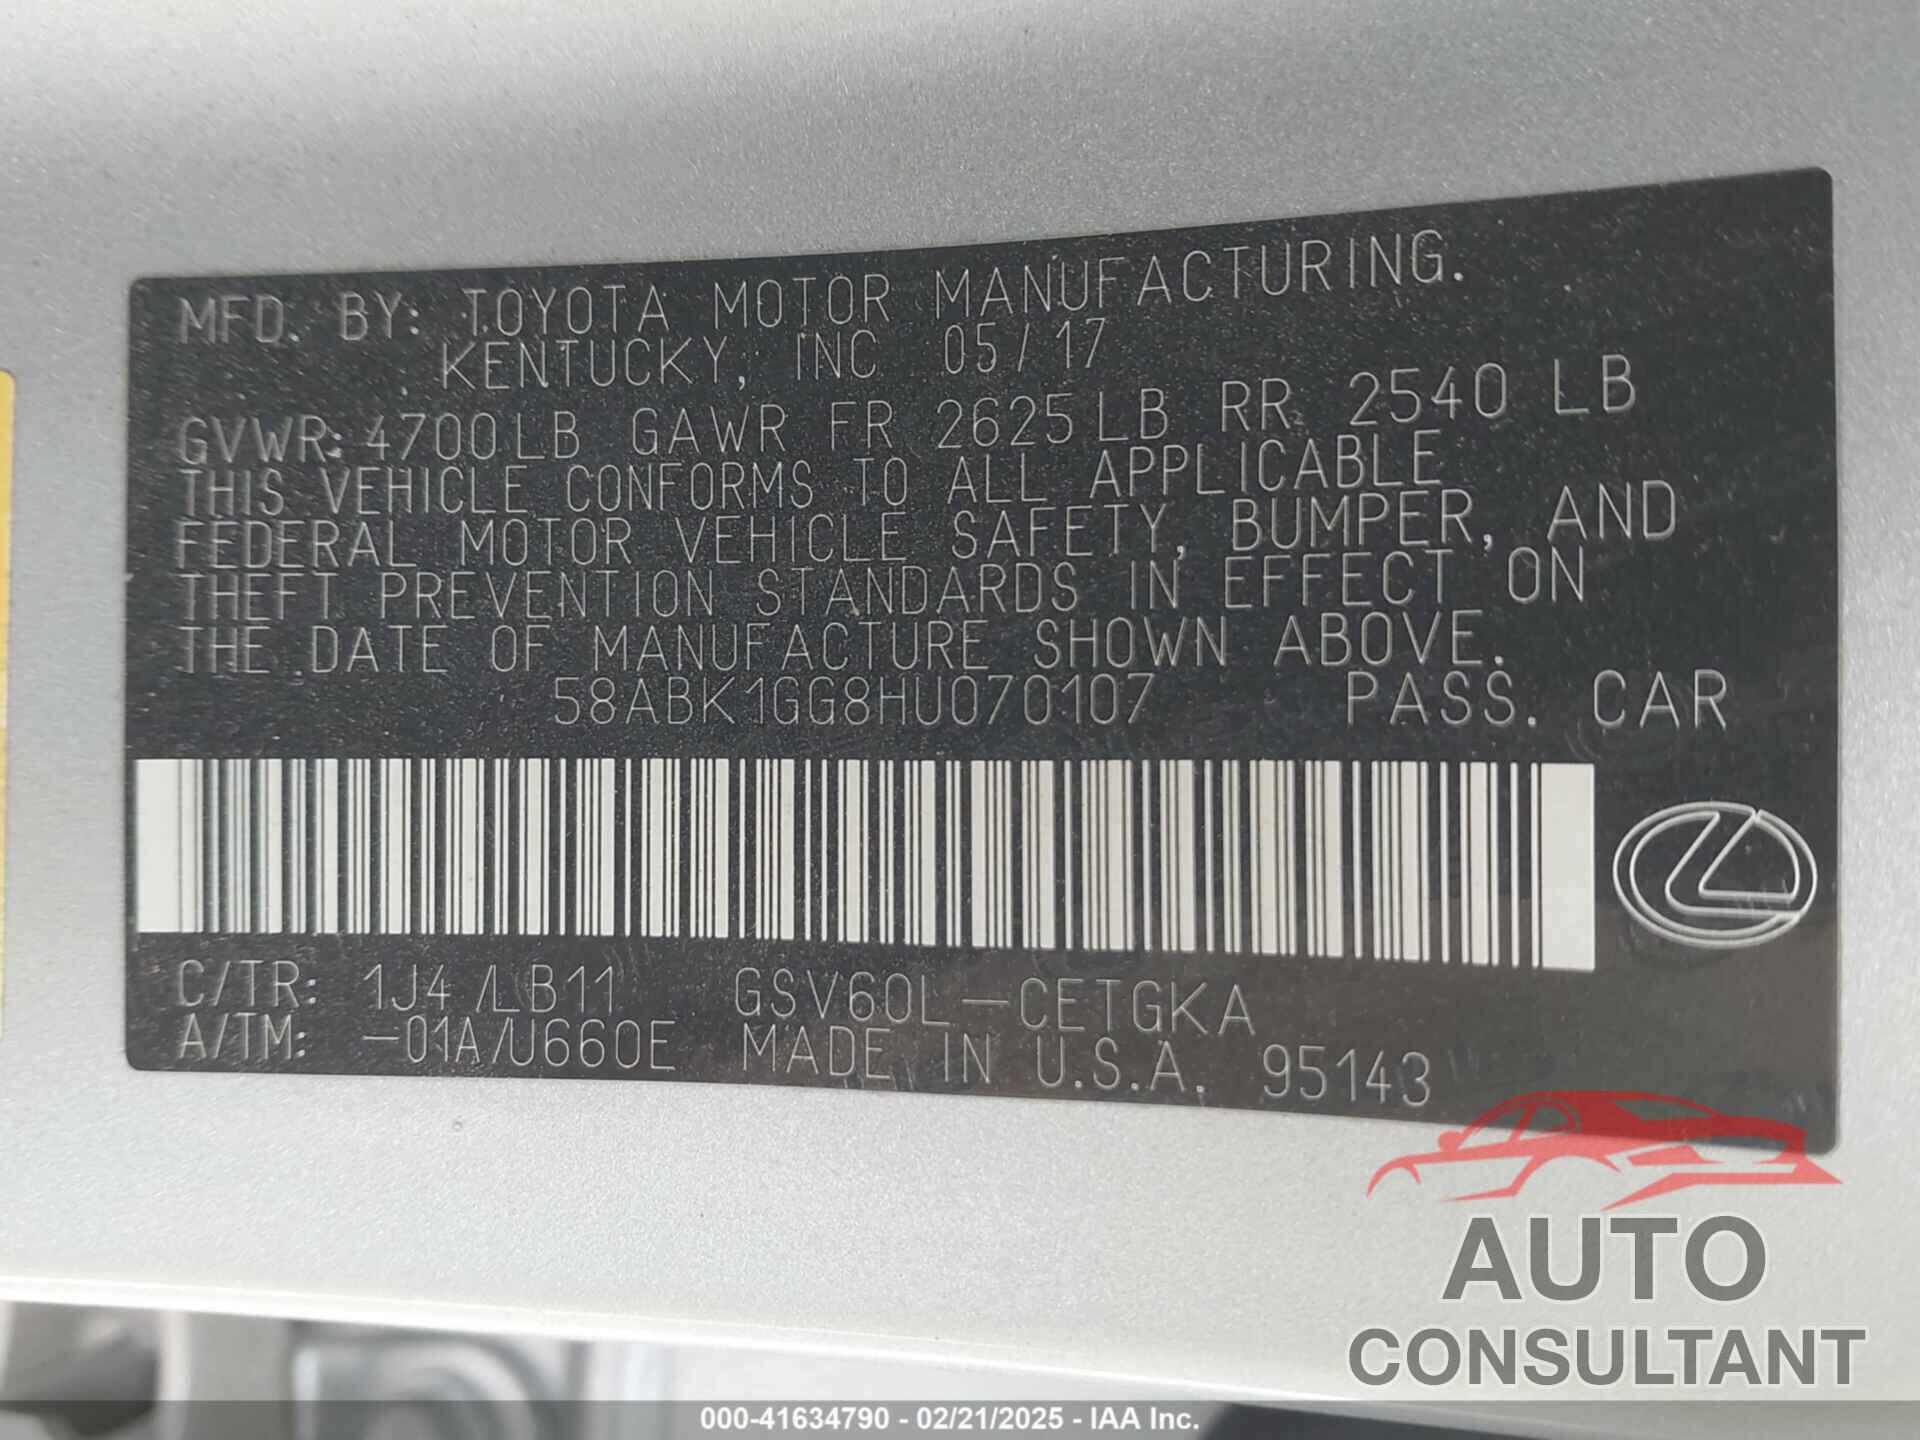 MFD. BY: TOYOTA MOTOR MANUFACTURING.
KENTUCKY, INC 05/17
GVWR: 4700LB GAWR FR 2625LB RR 2540 LB
THIS VEHICLE CONFORMS TO ALL APPLICABLE
FEDERAL MOTOR VEHICLE SAFETY, BUMPER, AND
THEFT PREVENTION STANDARDS IN EFFECT ON
THE DATE OF MANUFACTURE SHOWN ABOVE.
58ABK1GG8HU070107 PASS. CAR
C/TR: 1J4 /LB11 GSV60L-CETGKA
A/TM: -01A/U660E MADE IN U.S.A. 95143
AUTO
CONSULTANT
000-41634790 - 02/21/2025 - IAA Inc.